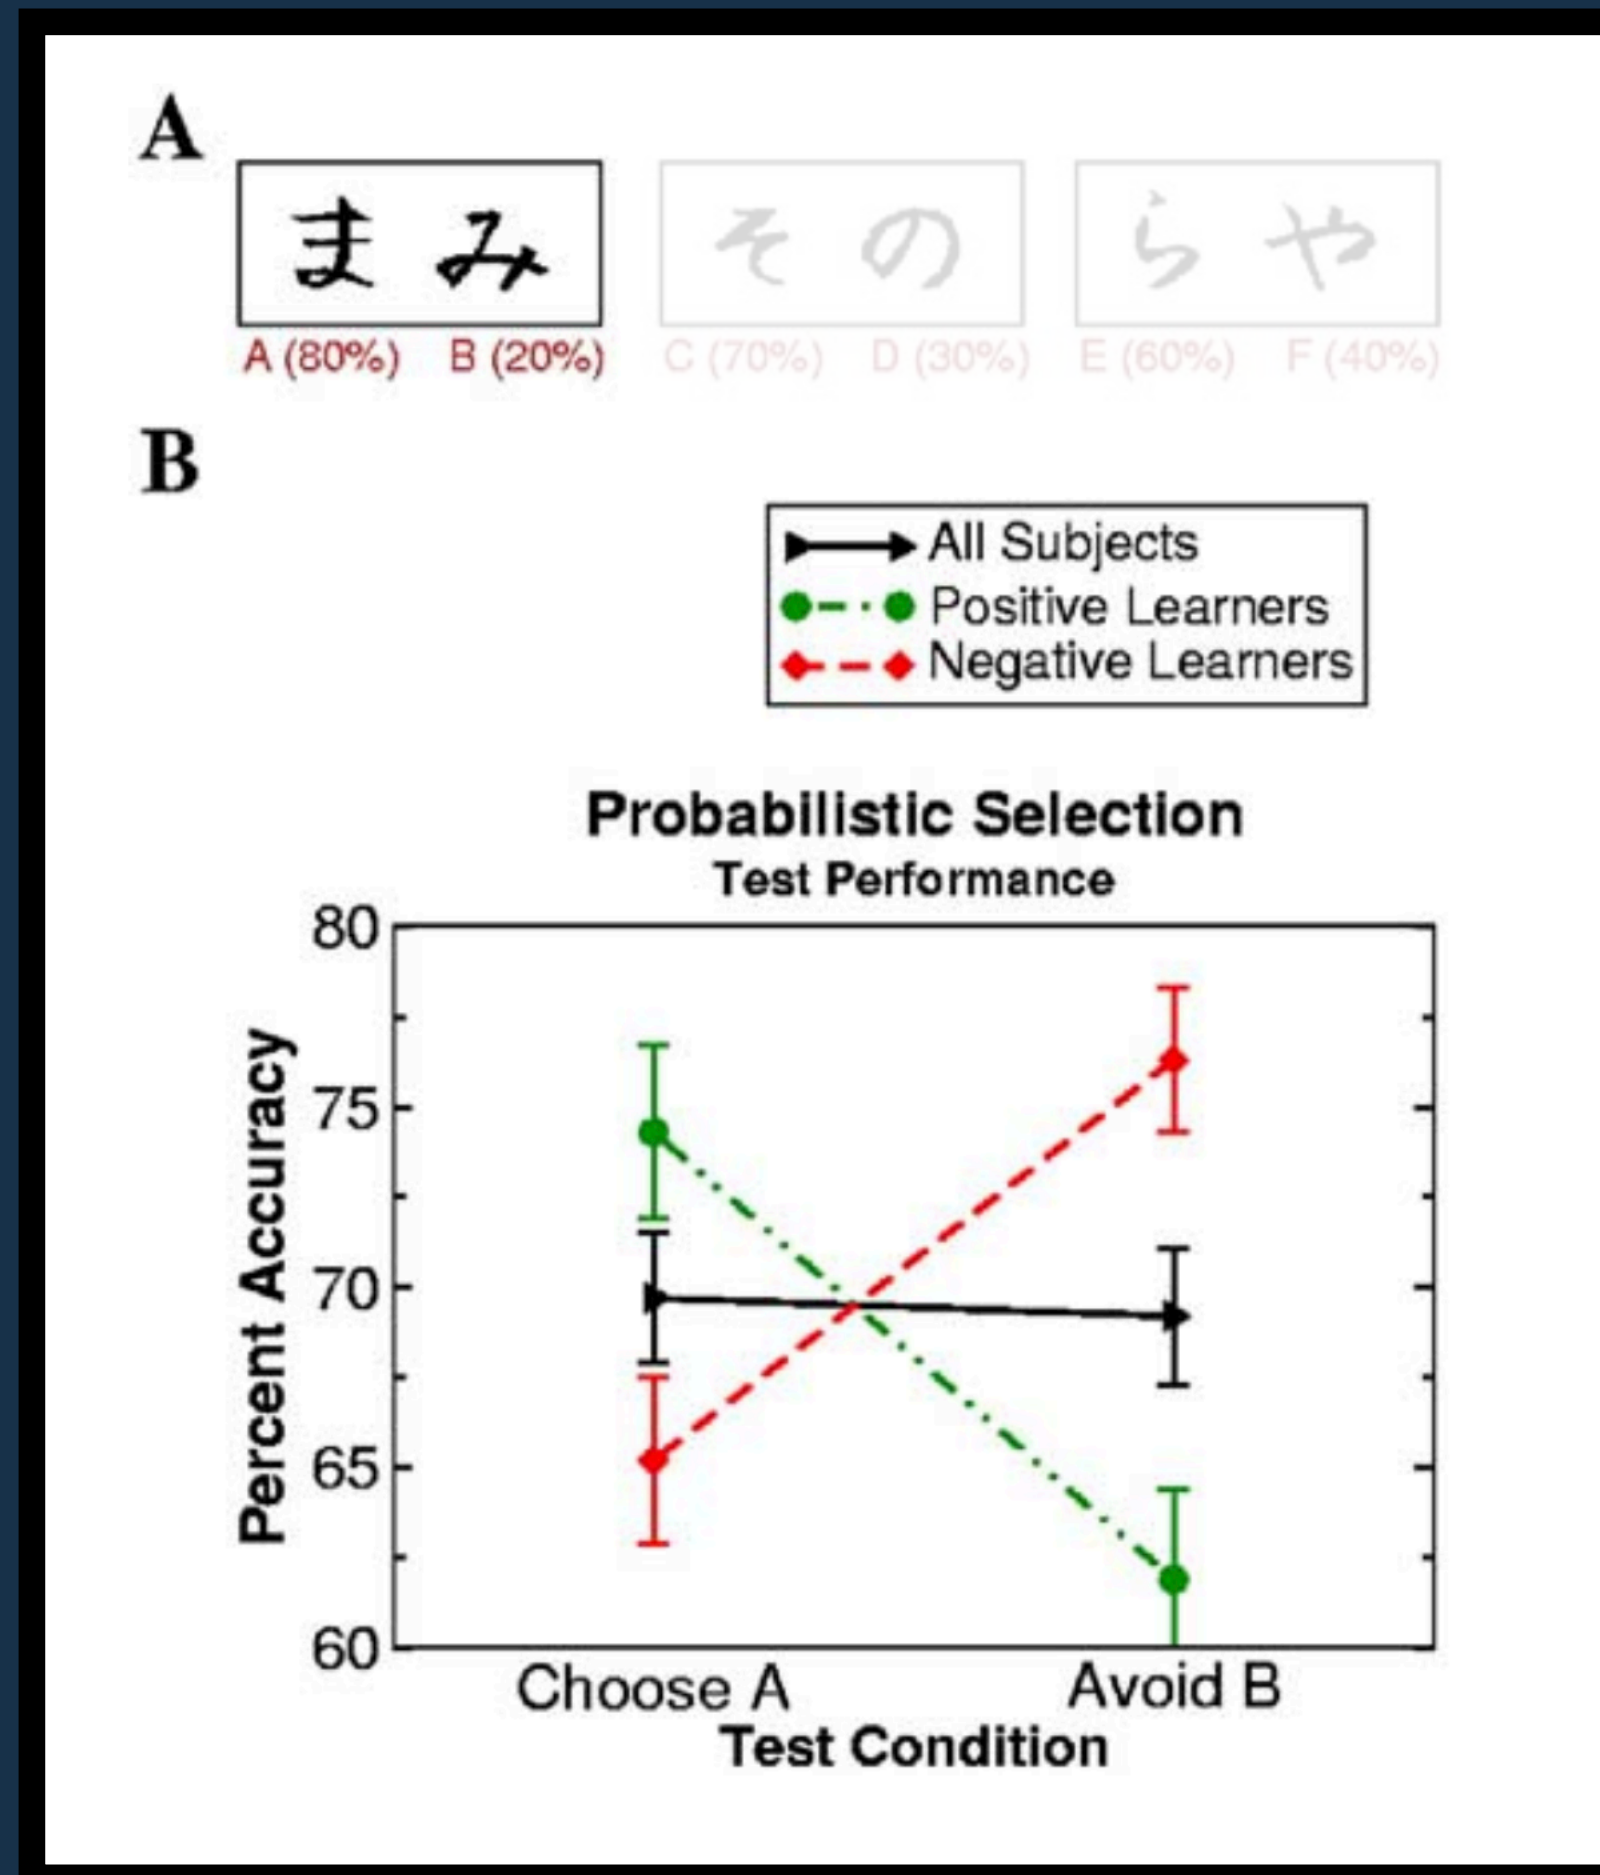 A
ま み
そ の
ら や
A (80%) B (20%)
C (70%) D (30%)
E (60%) F (40%)
B
All Subjects
Positive Learners
Negative Learners
Probabilistic Selection
Test Performance
Percent Accuracy
80
75
70
65
60
Choose A
Avoid B
Test Condition